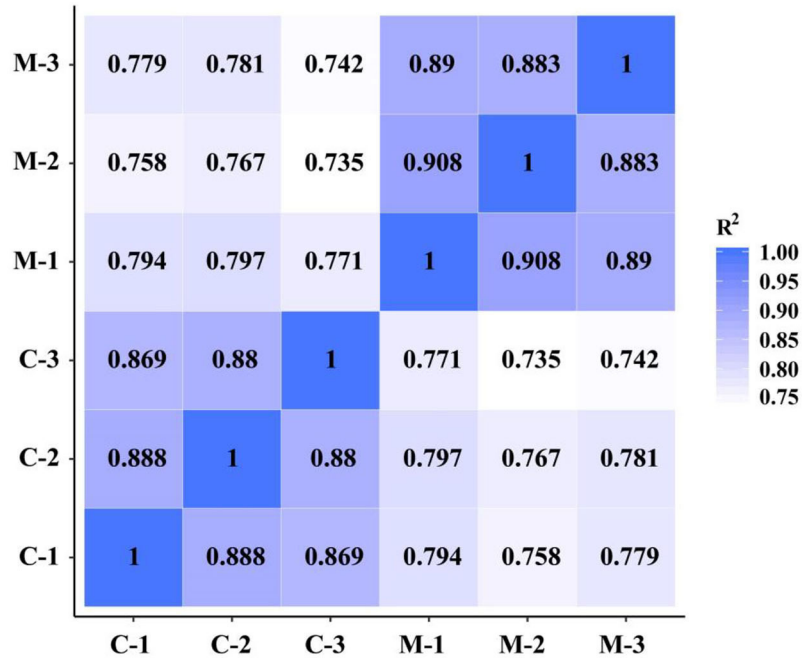 M-3 0.779 0.781 0.742 0.89 0.883 1
M-2 0.758 0.767 0.735 0.908 1 0.883
M-1 0.794 0.797 0.771 1 0.908 0.89
C-3 0.869 0.88 1 0.771 0.735 0.742
C-2 0.888 1 0.88 0.797 0.767 0.781
C-1 1 0.888 0.869 0.794 0.758 0.779
C-1 C-2 C-3 M-1 M-2 M-3
R²
1.00
0.95
0.90
0.85
0.80
0.75